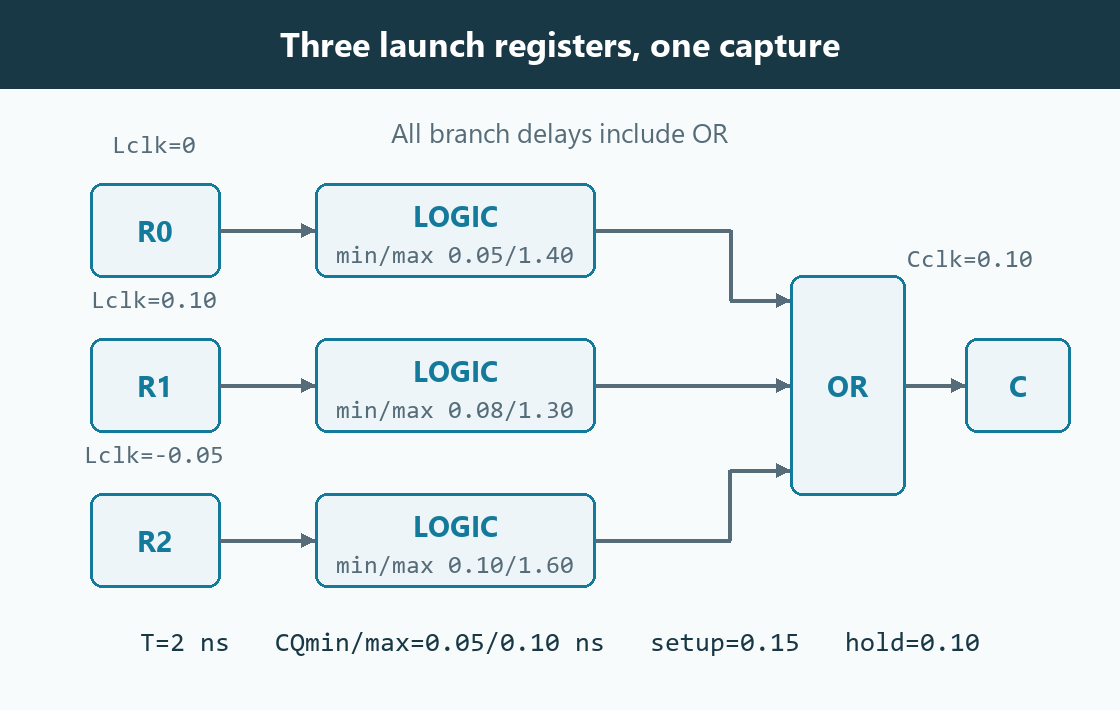 Three launch registers, one capture
All branch delays include OR
Lclk=0
R0
LOGIC
min/max 0.05/1.40
Lclk=0.10
R1
LOGIC
min/max 0.08/1.30
Lclk=-0.05
R2
LOGIC
min/max 0.10/1.60
OR
Cclk=0.10
C
T=2 ns   CQmin/max=0.05/0.10 ns   setup=0.15   hold=0.10